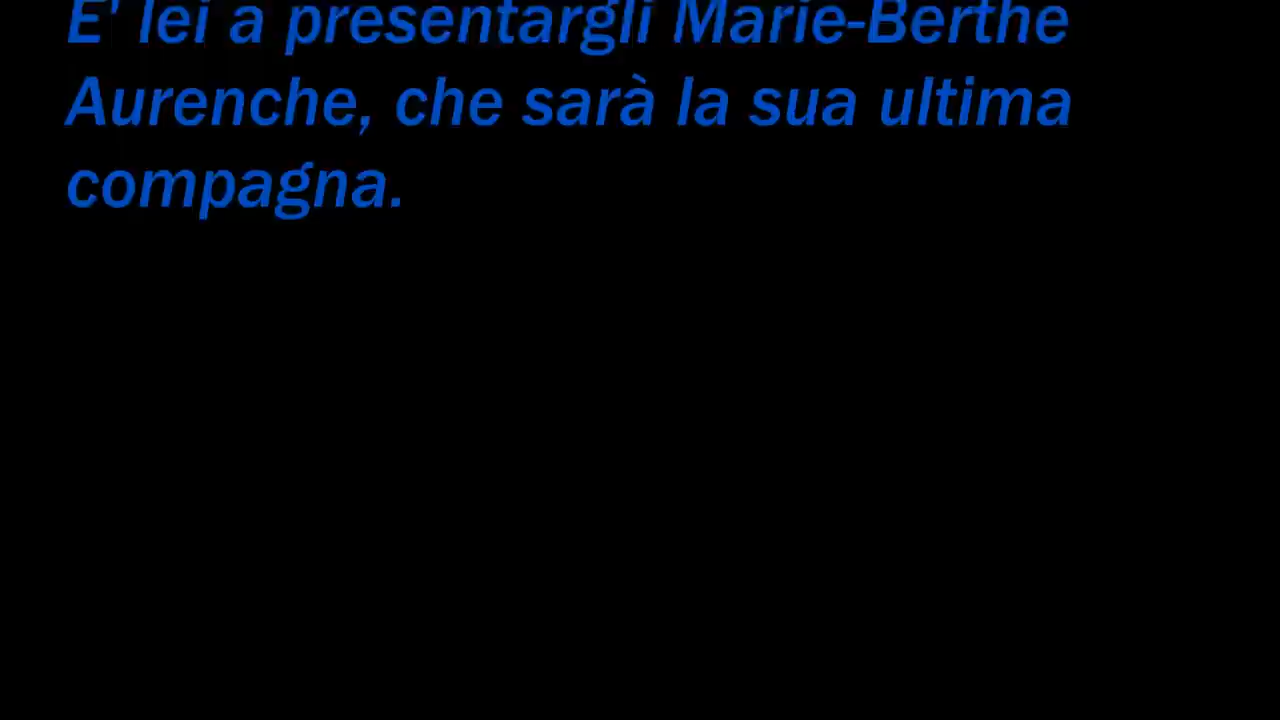 E' lei a presentargli Marie-Berthe
Aurenche, che sarà la sua ultima
compagna.